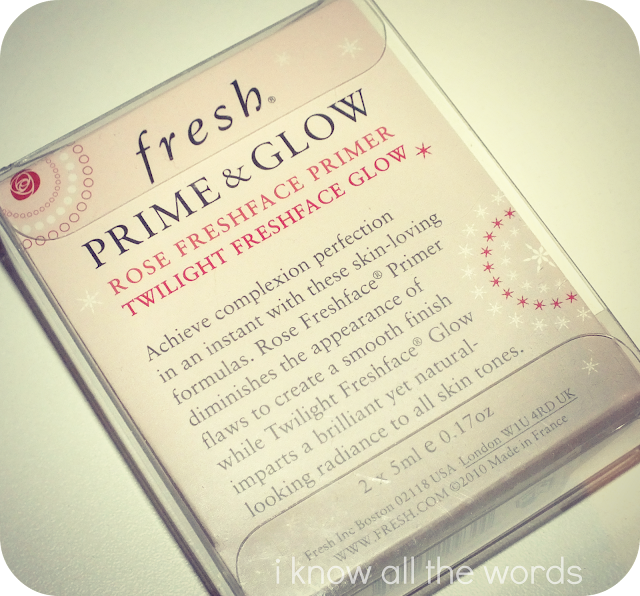 fresh®
PRIME & GLOW
ROSE FRESHFACE PRIMER
TWILIGHT FRESHFACE GLOW
Achieve complexion perfection
in an instant with these skin-loving
formulas. Rose Freshface® Primer
diminishes the appearance of
flaws to create a smooth finish
while Twilight Freshface® Glow
imparts a brilliant yet natural-
looking radiance to all skin tones.
2 x 5ml e 0.17oz
Fresh Inc Boston 02118 USA London W1U 4RD UK
WWW.FRESH.COM ©2010 Made in France
i know all the words